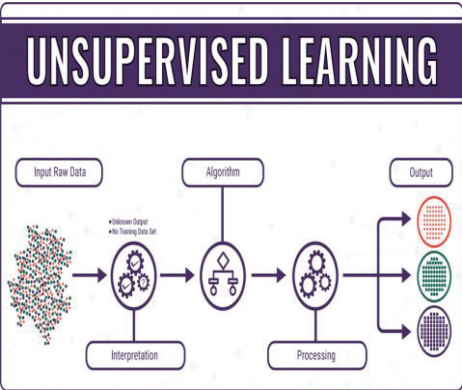 UNSUPERVISED LEARNING
Input Raw Data
Algorithm
Output
• Unknown Output
• No Training Data Set
Interpretation
Processing